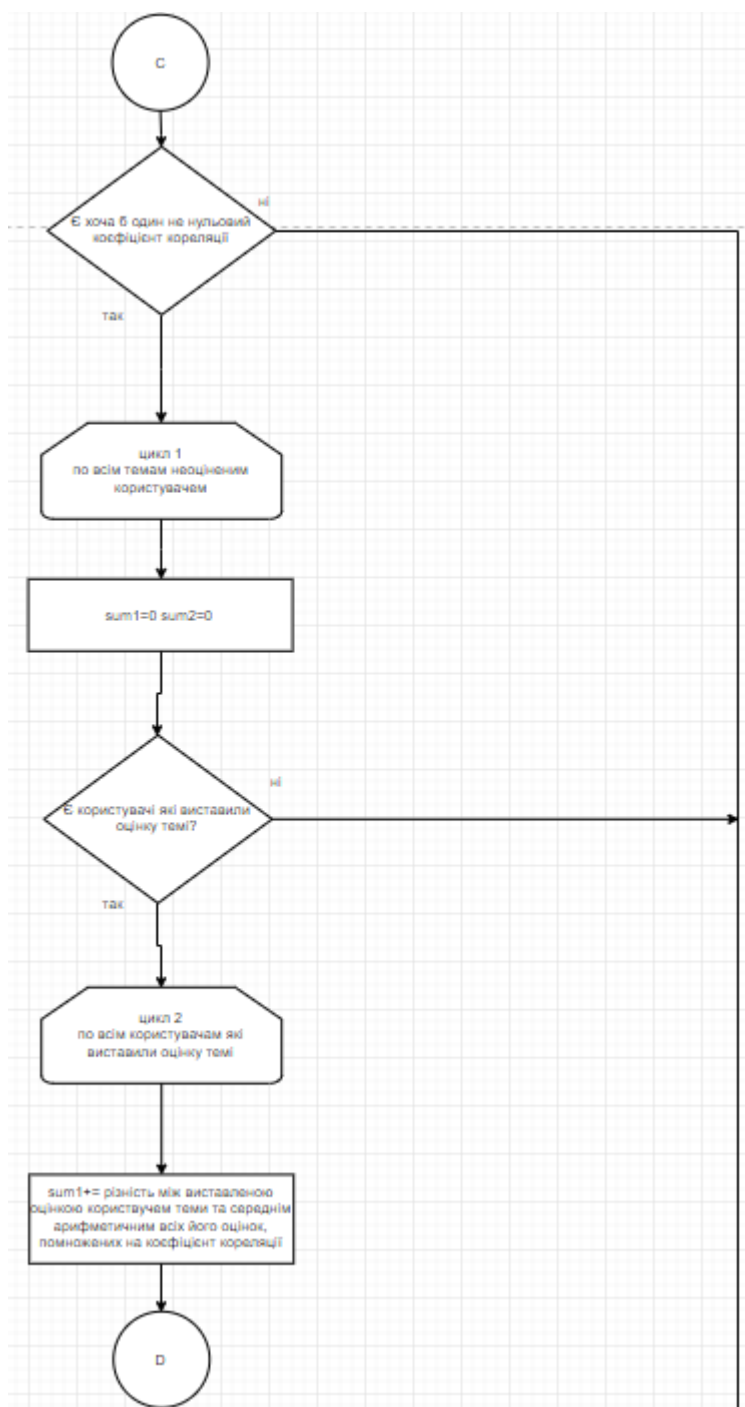 C
ні
Є хоча б один не нульовий
коефіцієнт кореляції
так
цикл 1
по всім темам неоціненим
користувачем
sum1=0 sum2=0
ні
Є користувачі які виставили
оцінку темі?
так
цикл 2
по всім користувачам які
виставили оцінку темі
sum1+= різність між виставленою
оцінкою користвучем теми та середнім
арифметичним всіх його оцінок,
помножених на коефіцієнт кореляції
D